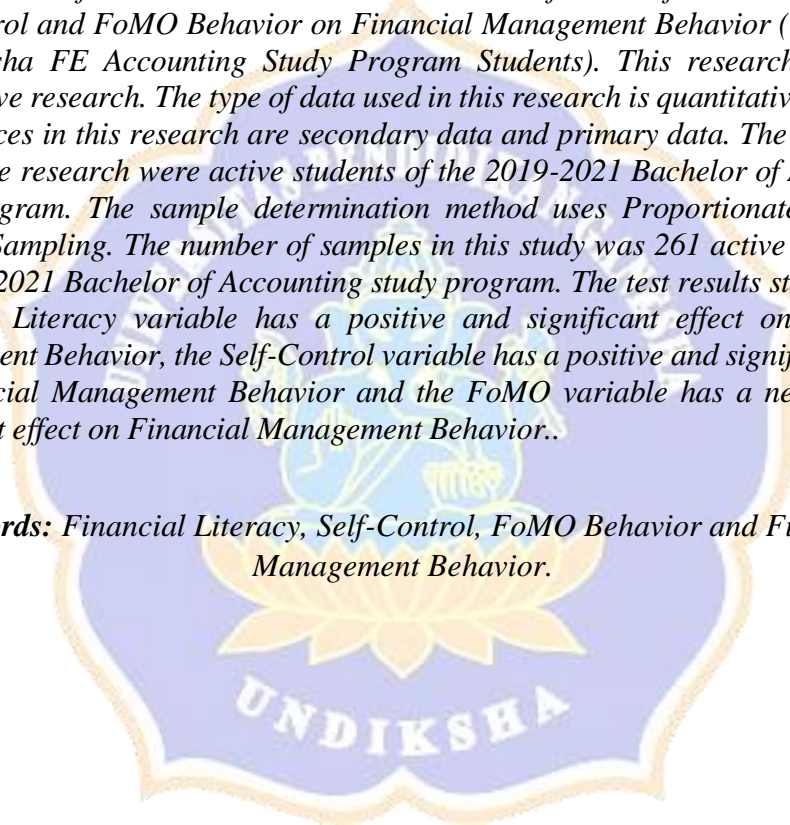 rol and FoMO Behavior on Financial Management Behavior (
sha FE Accounting Study Program Students). This research
ve research. The type of data used in this research is quantitativ
ces in this research are secondary data and primary data. The
e research were active students of the 2019-2021 Bachelor of A
gram. The sample determination method uses Proportionate
Sampling. The number of samples in this study was 261 active
2021 Bachelor of Accounting study program. The test results st
Literacy variable has a positive and significant effect on
ent Behavior, the Self-Control variable has a positive and signif
cial Management Behavior and the FoMO variable has a ne
t effect on Financial Management Behavior..
ords: Financial Literacy, Self-Control, FoMO Behavior and Fi
Management Behavior.
UNIVERSITAS PENDIDIKAN GANESHA
UNDIKSHA